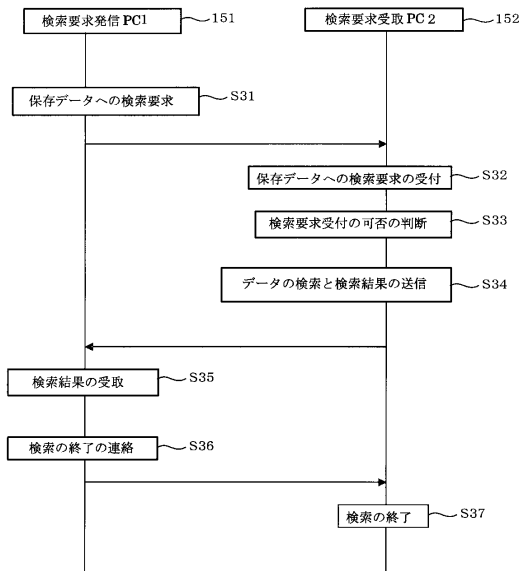 検索要求発信PC1
151
検索要求受取PC2
152
保存データへの検索要求
S31
保存データへの検索要求の受付
S32
検索要求受付の可否の判断
S33
データの検索と検索結果の送信
S34
検索結果の受取
S35
検索の終了の連絡
S36
検索の終了
S37